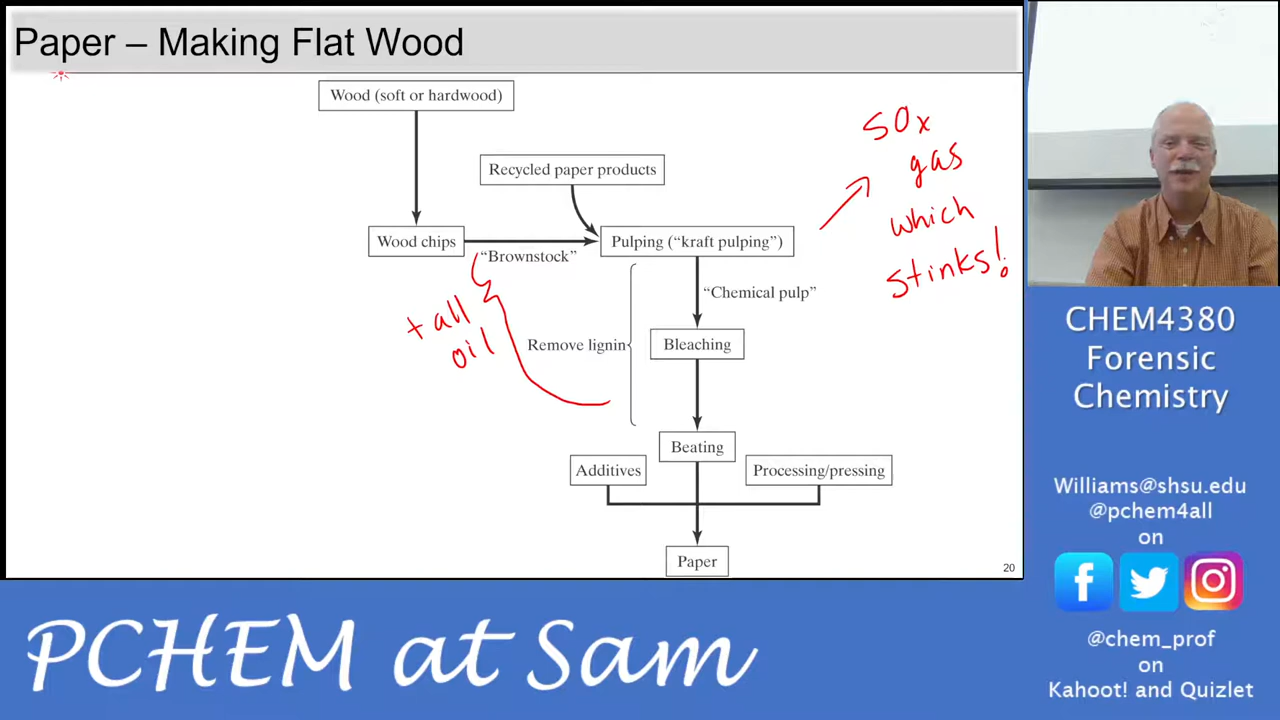 Paper – Making Flat Wood
Wood (soft or hardwood)
Recycled paper products
Wood chips
“Brownstock”
Pulping (“kraft pulping”)
“Chemical pulp”
Remove lignin
Bleaching
Beating
Additives
Processing/pressing
Paper
20
SOx
gas
which
stinks!
tall
oil
CHEM4380
Forensic
Chemistry
Williams@shsu.edu
@pchem4all
on
@chem_prof
on
Kahoot! and Quizlet
PCHEM at Sam